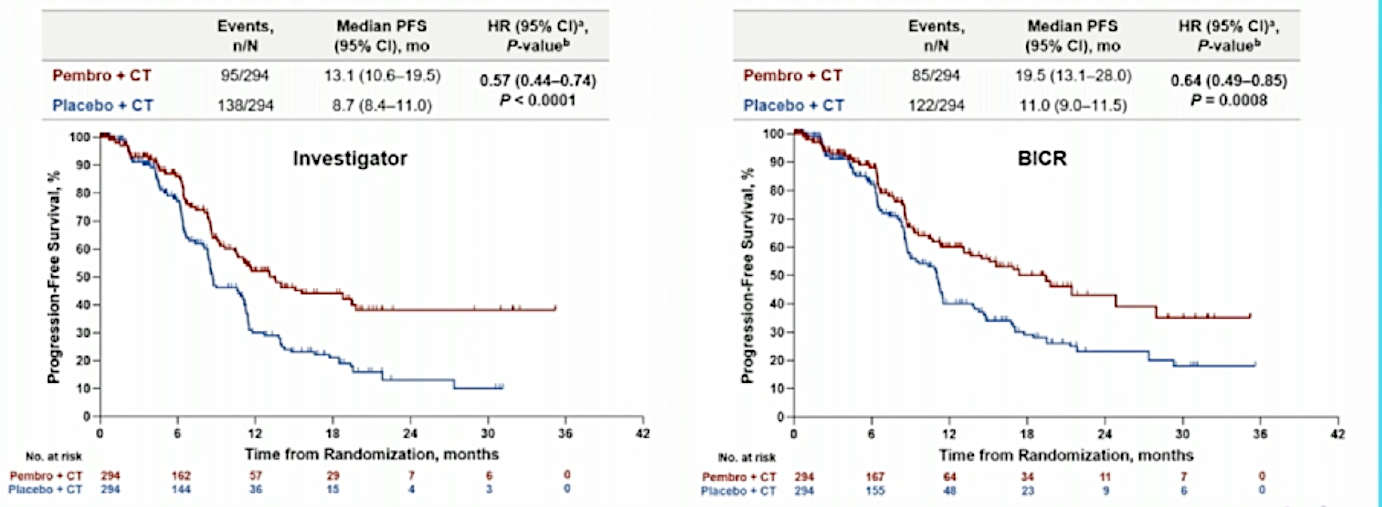 Events, Median PFS HR (95% CI)ᵃ,
n/N (95% CI), mo P-valueᵇ
Pembro + CT 95/294 13.1 (10.6–19.5) 0.57 (0.44–0.74)
Placebo + CT 138/294 8.7 (8.4–11.0) P < 0.0001
Investigator
Progression-Free Survival, %
100
90
80
70
60
50
40
30
20
10
0
0 6 12 18 24 30 36 42
Time from Randomization, months
No. at risk
Pembro + CT 294 162 57 29 7 6 0
Placebo + CT 294 144 36 15 4 3 0
Events, Median PFS HR (95% CI)ᵃ,
n/N (95% CI), mo P-valueᵇ
Pembro + CT 85/294 19.5 (13.1–28.0) 0.64 (0.49–0.85)
Placebo + CT 122/294 11.0 (9.0–11.5) P = 0.0008
BICR
Progression-Free Survival, %
100
90
80
70
60
50
40
30
20
10
0
0 6 12 18 24 30 36 42
Time from Randomization, months
No. at risk
Pembro + CT 294 167 64 34 11 7 0
Placebo + CT 294 155 48 23 9 6 0